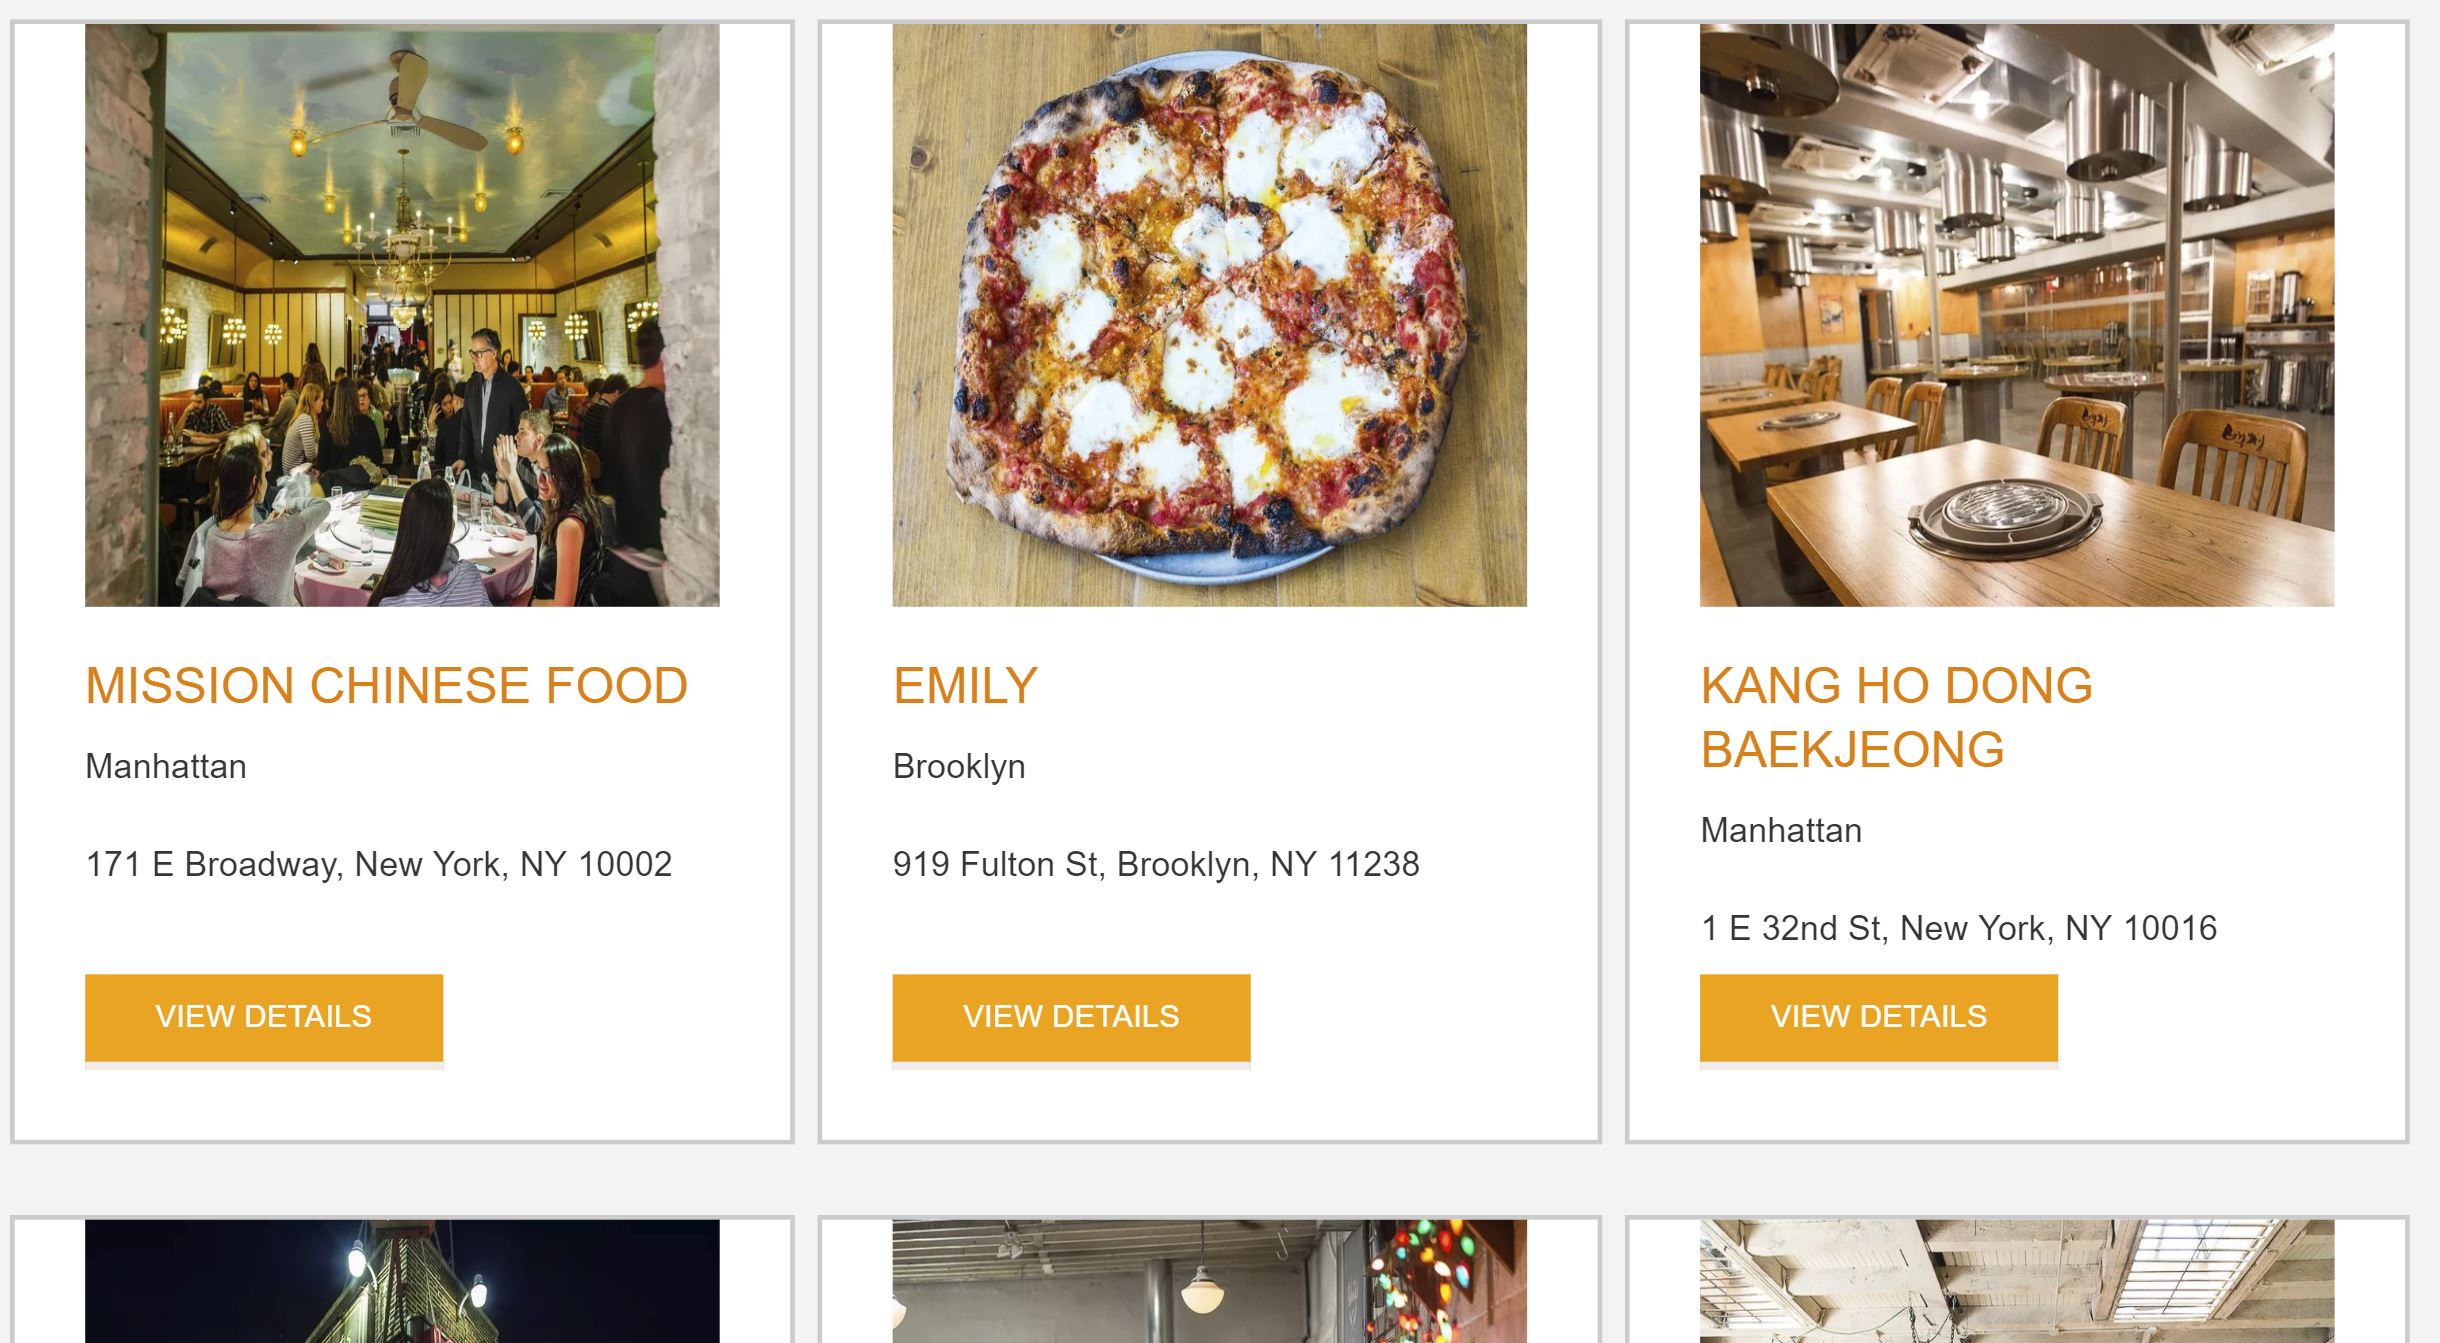 MISSION CHINESE FOOD
Manhattan
171 E Broadway, New York, NY 10002
VIEW DETAILS
EMILY
Brooklyn
919 Fulton St, Brooklyn, NY 11238
VIEW DETAILS
KANG HO DONG
BAEKJEONG
Manhattan
1 E 32nd St, New York, NY 10016
VIEW DETAILS